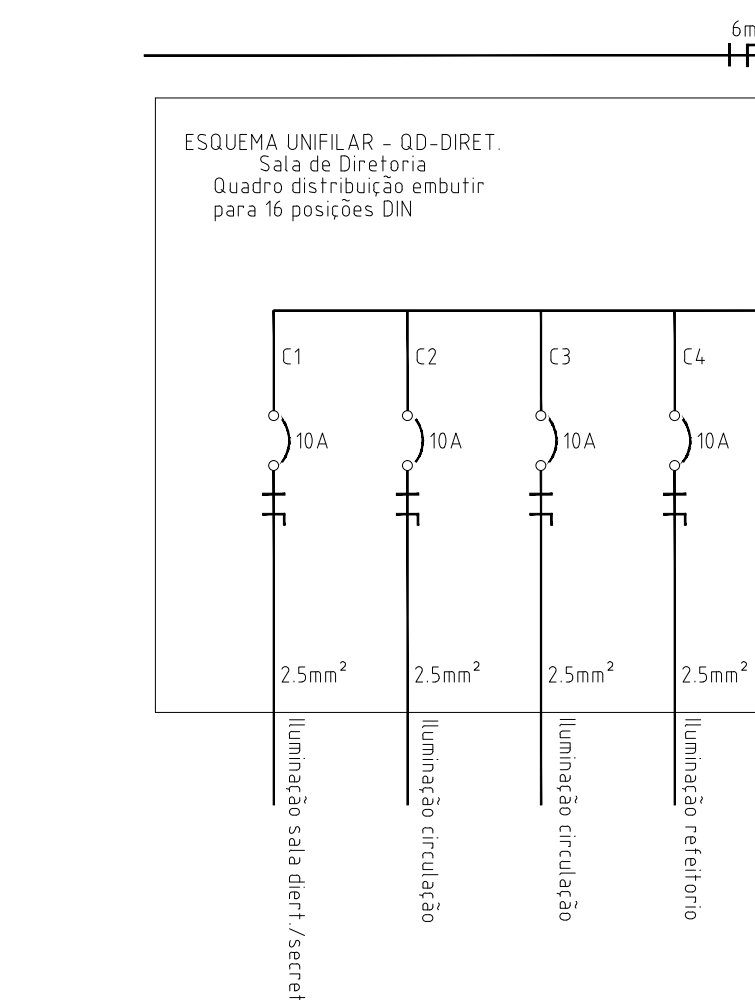 6m
ESQUEMA UNIFILAR - QD-DIRET.
Sala de Diretoria
Quadro distribuição embutir
para 16 posições DIN
C1
C2
C3
C4
10A
10A
10A
10A
2.5mm²
2.5mm²
2.5mm²
2.5mm²
Iluminação sala diert./secret
Iluminação circulação
Iluminação circulação
Iluminação refeitorio